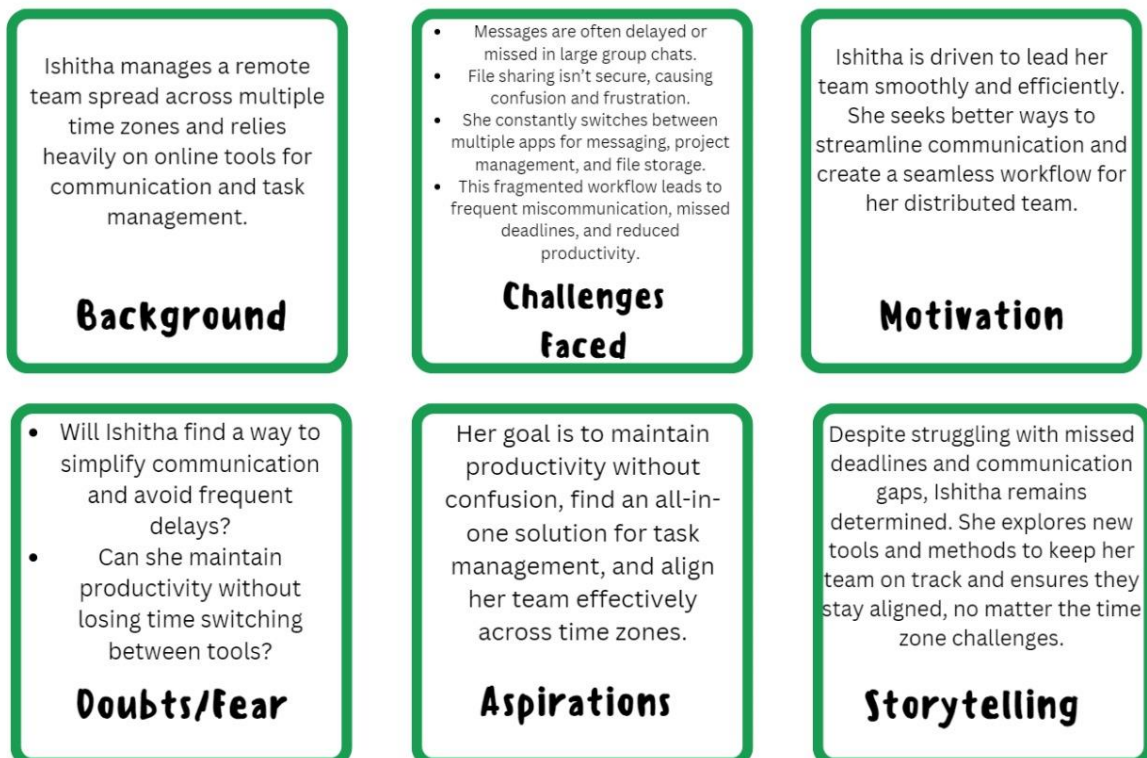 Ishitha manages a remote
team spread across multiple
time zones and relies
heavily on online tools for
communication and task
management.
Background
• Messages are often delayed or
missed in large group chats.
• File sharing isn't secure, causing
confusion and frustration.
• She constantly switches between
multiple apps for messaging, project
management, and file storage.
• This fragmented workflow leads to
frequent miscommunication, missed
deadlines, and reduced
productivity.
Challenges
Faced
Ishitha is driven to lead her
team smoothly and efficiently.
She seeks better ways to
streamline communication and
create a seamless workflow for
her distributed team.
Motivation
• Will Ishitha find a way to
simplify communication
and avoid frequent
delays?
• Can she maintain
productivity without
losing time switching
between tools?
Doubts/Fear
Her goal is to maintain
productivity without
confusion, find an all-in-
one solution for task
management, and align
her team effectively
across time zones.
Aspirations
Despite struggling with missed
deadlines and communication
gaps, Ishitha remains
determined. She explores new
tools and methods to keep her
team on track and ensures they
stay aligned, no matter the time
zone challenges.
Storytelling